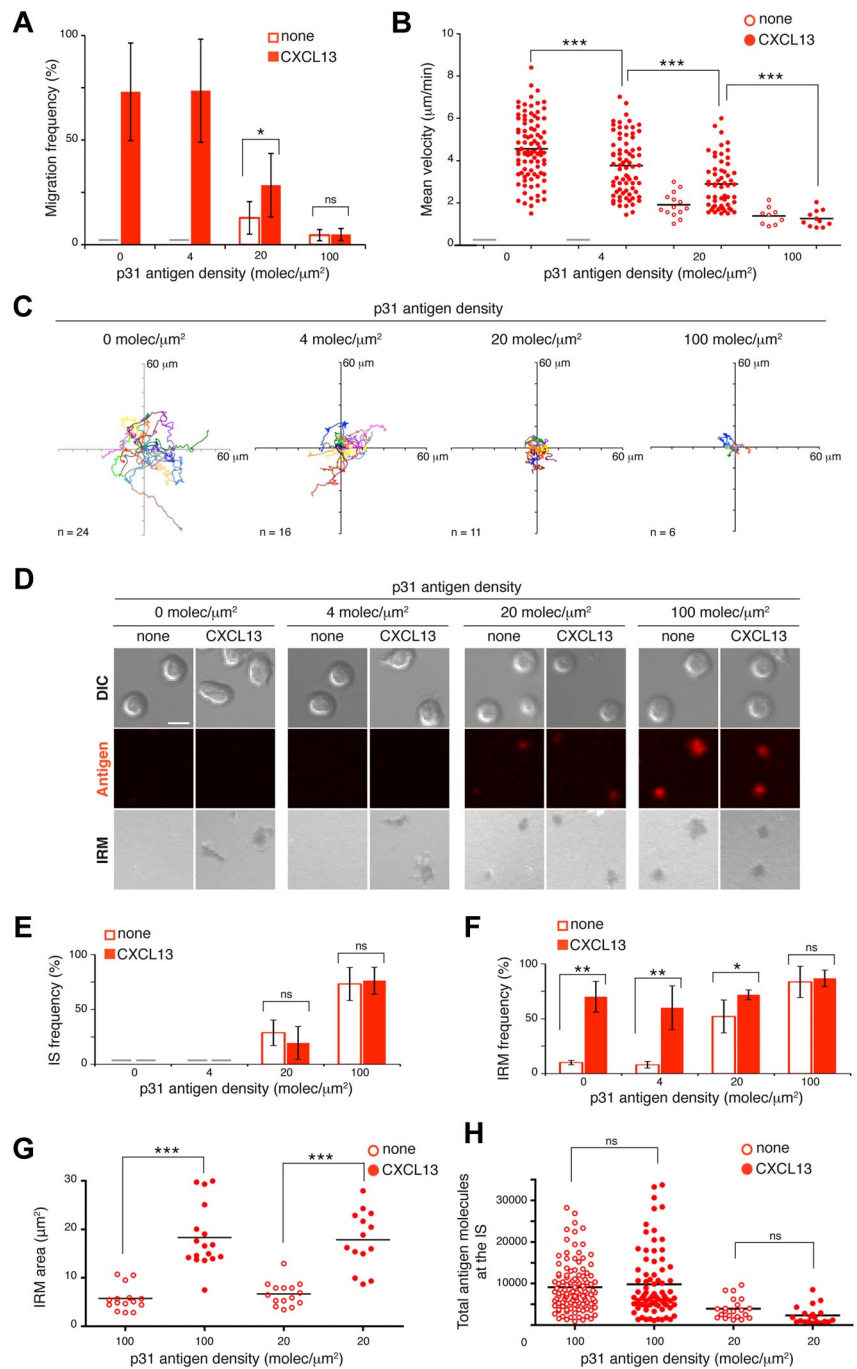 A
none
CXCL13
Migration frequency (%)
100
75
50
25
0
*
ns
0 4 20 100
p31 antigen density (molec/μm²)
B
none
CXCL13
Mean velocity (μm/min)
10
8
6
4
2
0
*** *** ***
0 4 20 100
p31 antigen density (molec/μm²)
C
p31 antigen density
0 molec/μm² 4 molec/μm² 20 molec/μm² 100 molec/μm²
60 μm 60 μm 60 μm 60 μm
60 μm 60 μm 60 μm 60 μm
n = 24 n = 16 n = 11 n = 6
D
p31 antigen density
0 molec/μm² 4 molec/μm² 20 molec/μm² 100 molec/μm²
none CXCL13 none CXCL13 none CXCL13 none CXCL13
DIC
Antigen
IRM
E
none
CXCL13
IS frequency (%)
100
75
50
25
0
ns
ns
0 4 20 100
p31 antigen density (molec/μm²)
F
none
CXCL13
IRM frequency (%)
100
75
50
25
0
** ** * ns
0 4 20 100
p31 antigen density (molec/μm²)
G
none
CXCL13
IRM area (μm²)
30
20
10
0
*** ***
100 100 20 20
p31 antigen density (molec/μm²)
H
none
CXCL13
Total antigen molecules
at the IS
30000
20000
10000
0
ns
ns
100 100 20 20
p31 antigen density (molec/μm²)